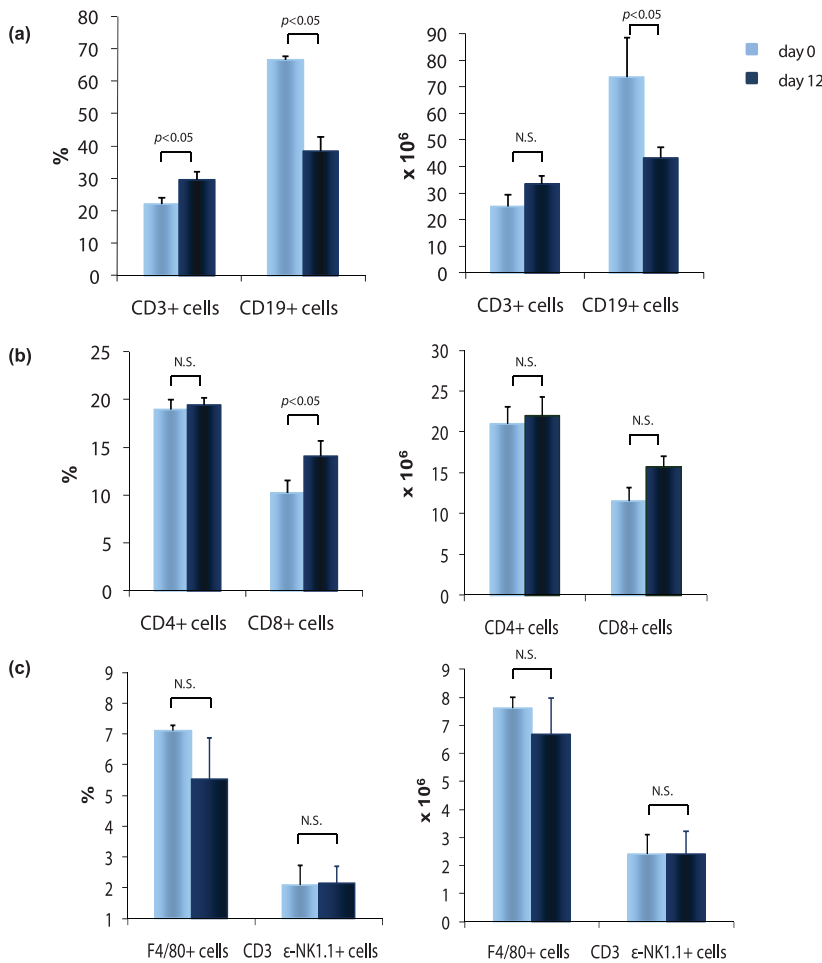 (a)
80
70
60
50
40
30
20
10
0
%
p<0.05
p<0.05
CD3+ cells CD19+ cells
90
80
70
60
50
40
30
20
10
0
x 10⁶
N.S.
p<0.05
CD3+ cells CD19+ cells
day 0
day 12
(b)
25
20
15
10
5
0
%
N.S.
p<0.05
CD4+ cells CD8+ cells
30
25
20
15
10
5
0
x 10⁶
N.S.
N.S.
CD4+ cells CD8+ cells
(c)
9
8
7
6
5
4
3
2
1
%
N.S.
N.S.
F4/80+ cells CD3 ε-NK1.1+ cells
9
8
7
6
5
4
3
2
1
0
x 10⁶
N.S.
N.S.
F4/80+ cells CD3 ε-NK1.1+ cells